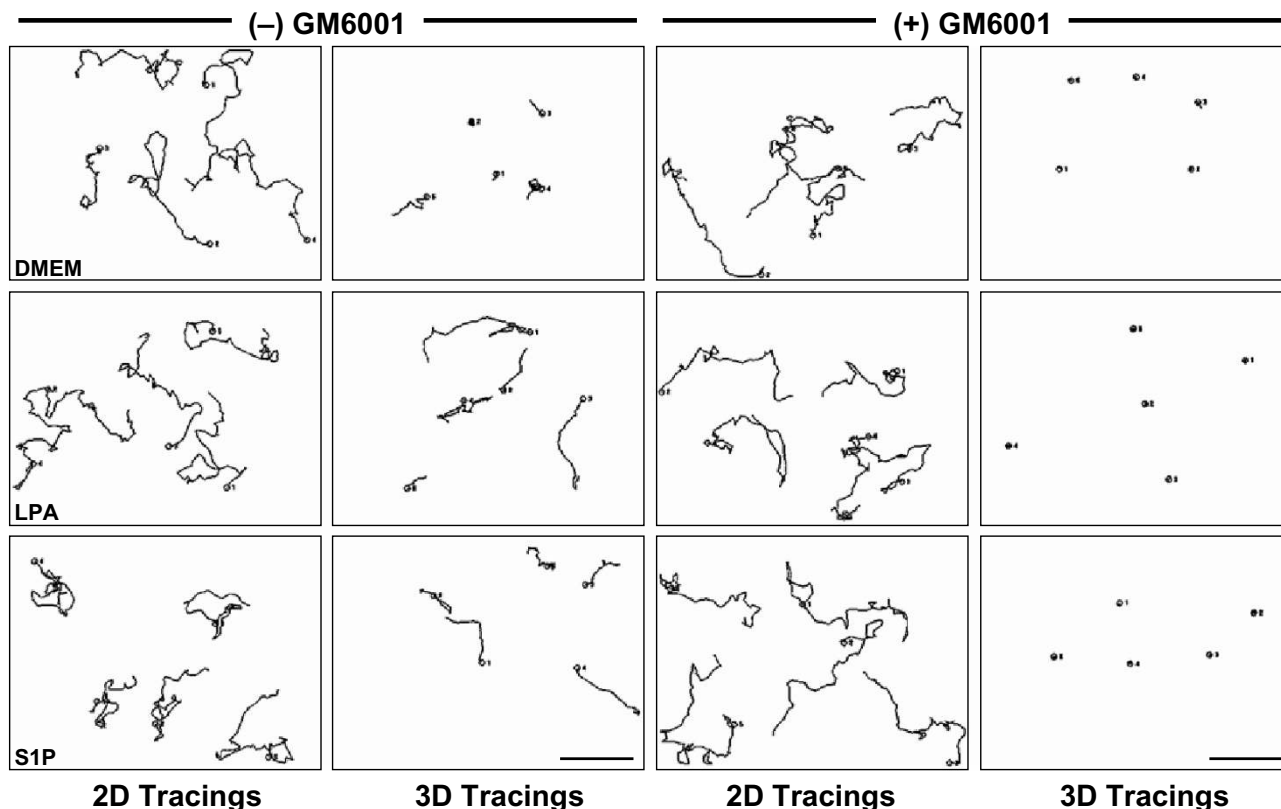 (–) GM6001
(+) GM6001
DMEM
LPA
S1P
2D Tracings
3D Tracings
2D Tracings
3D Tracings